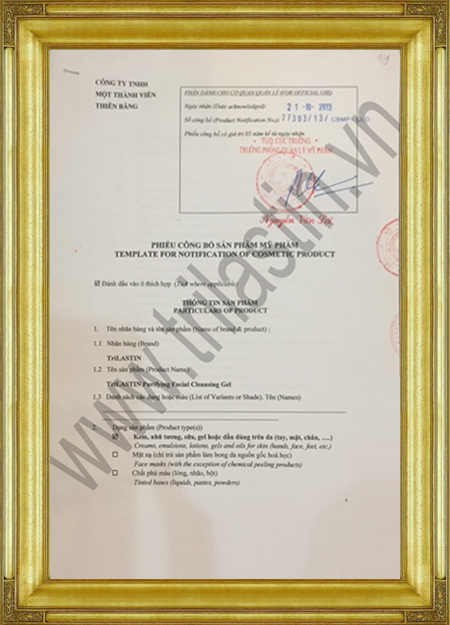 CÔNG TY TNHH
MỘT THÀNH VIÊN
THIÊN BĂNG
PHẦN DÀNH CHO CƠ QUAN QUẢN LÝ (FOR OFFICIAL USE)
Ngày nhận (Date acknowledged): 21-10-2013
Số công bố (Product Notification No.): 77363/13/ CBMP-QLD
Phiếu công bố có giá trị 05 năm kể từ ngày nhận.
TUQ CỤC TRƯỞNG
TRƯỞNG PHÒNG QUẢN LÝ MỸ PHẨM
Nguyễn Văn
PHIẾU CÔNG BỐ SẢN PHẨM MỸ PHẨM
TEMPLATE FOR NOTIFICATION OF COSMETIC PRODUCT
☑ Đánh dấu vào ô thích hợp (Tick where applicable)
THÔNG TIN SẢN PHẨM
PARTICULARS OF PRODUCT
1. Tên nhãn hàng và tên sản phẩm (Name of brand & product) :
1.1 Nhãn hàng (Brand)
TriLASTIN
1.2 Tên sản phẩm (Product Name)
TriLASTIN Purifying Facial Cleansing Gel
1.3 Danh sách các dạng hoặc màu (List of Variants or Shade). Tên (Names)
2. Dạng sản phẩm (Product type(s))
☑ Kem, nhũ tương, sữa, gel hoặc dầu dùng trên da (tay, mặt, chân, ....)
Creams, emulsions, lotions, gels and oils for skin (hands, face, feet, etc.)
☐ Mặt nạ (chỉ trừ sản phẩm làm bong da nguồn gốc hoá học)
Face masks (with the exception of chemical peeling products)
☐ Chất phủ màu (lỏng, nhão, bột)
Tinted bases (liquids, pastes, powders)
1
www.trilastin.vn